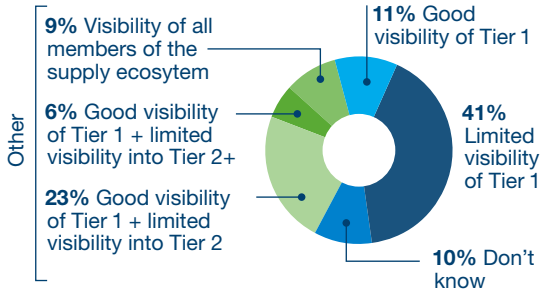 Other
9% Visibility of all
members of the
supply ecosytem
6% Good visibility
of Tier 1 + limited
visibility into Tier 2+
23% Good visibility
of Tier 1 + limited
visibility into Tier 2
11% Good
visibility of Tier 1
41%
Limited
visibility
of Tier 1
10% Don't
know